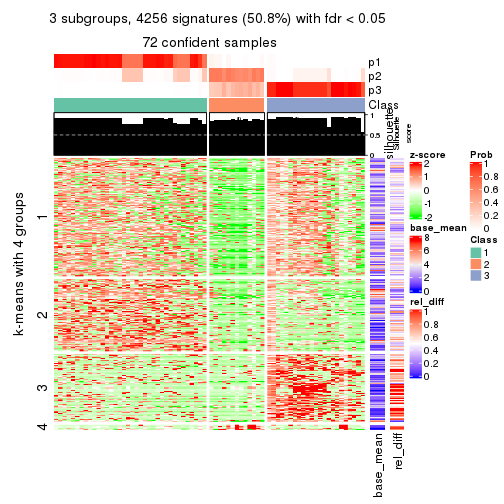 3 subgroups, 4256 signatures (50.8%) with fdr < 0.05
72 confident samples
p1
p2
p3
Class
1
0.5
0
silhouette
Silhouette
score
k-means with 4 groups
1
2
3
4
base_mean
rel_diff
z-score
2
1
0
-1
-2
base_mean
8
6
4
2
0
rel_diff
1
0.8
0.6
0.4
0.2
0
Prob
1
0.8
0.6
0.4
0.2
0
Class
1
2
3